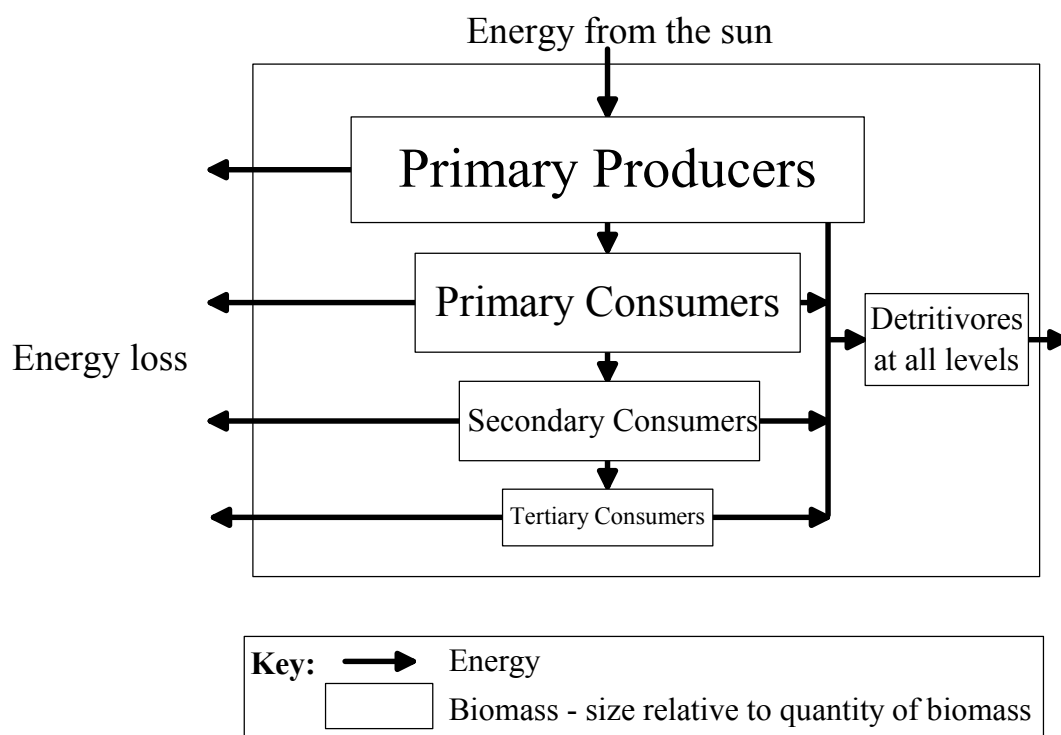 Energy from the sun
Primary Producers
Primary Consumers
Detritivores
at all levels
Energy loss
Secondary Consumers
Tertiary Consumers
Key:
Energy
Biomass - size relative to quantity of biomass